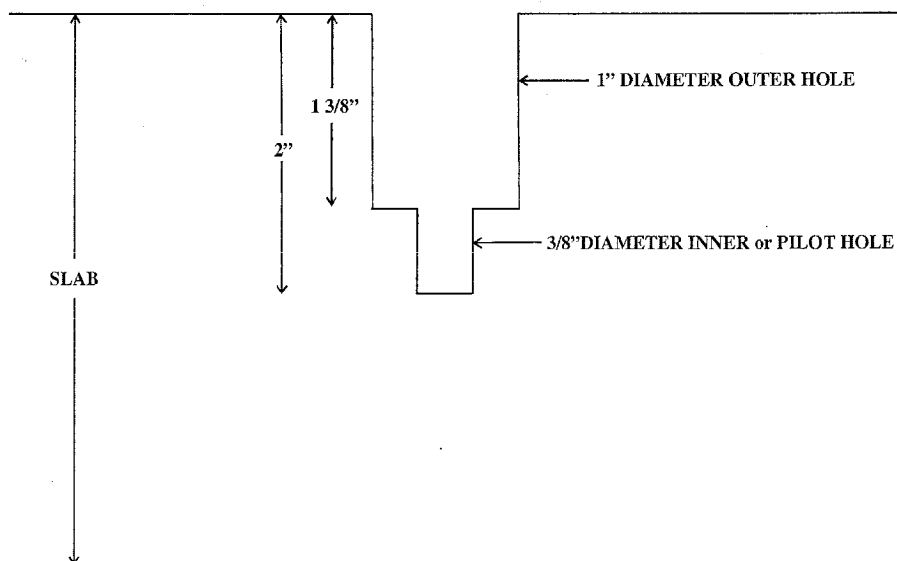 1” DIAMETER OUTER HOLE
1 3/8”
2”
3/8”DIAMETER INNER or PILOT HOLE
SLAB